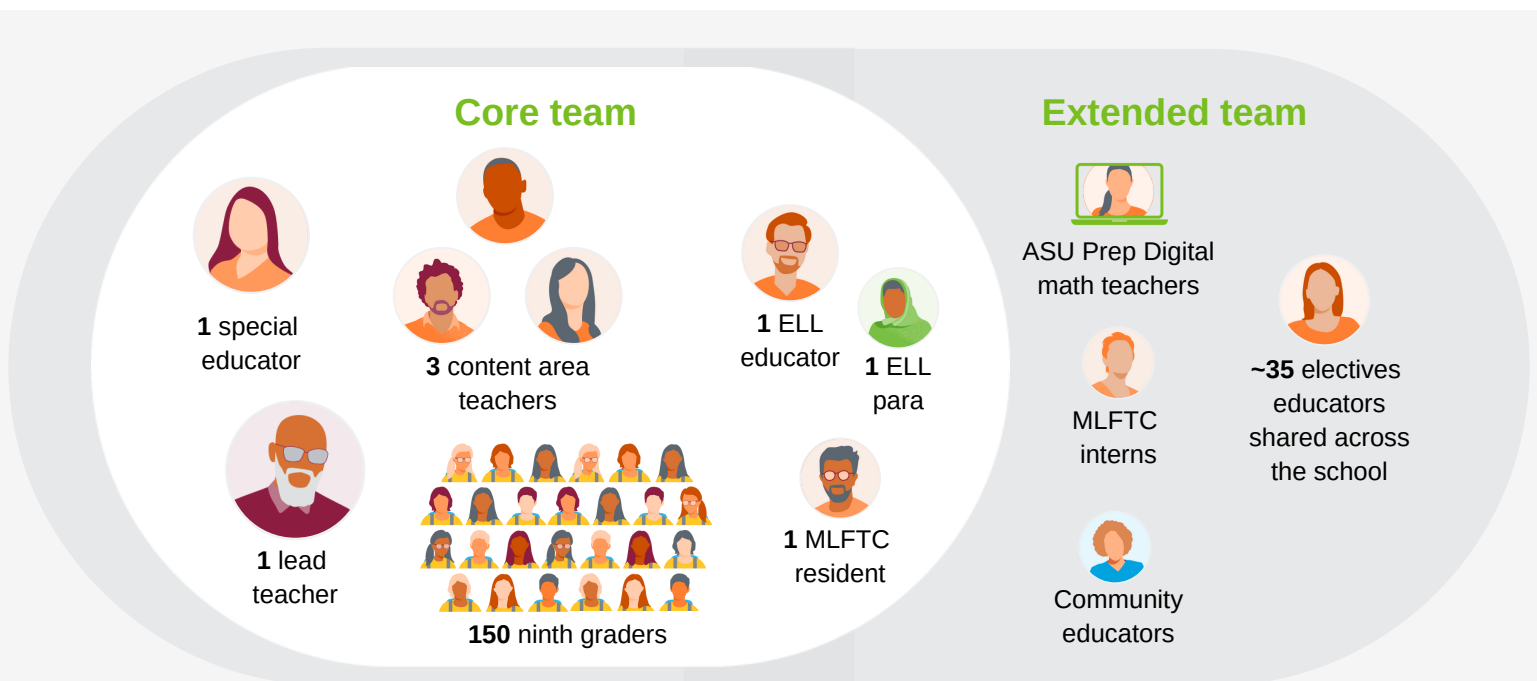 Core team
1 special
educator
3 content area
teachers
1 ELL
educator
1 ELL
para
1 lead
teacher
150 ninth graders
1 MLFTC
resident
Extended team
ASU Prep Digital
math teachers
MLFTC
interns
~35 electives
educators
shared across
the school
Community
educators